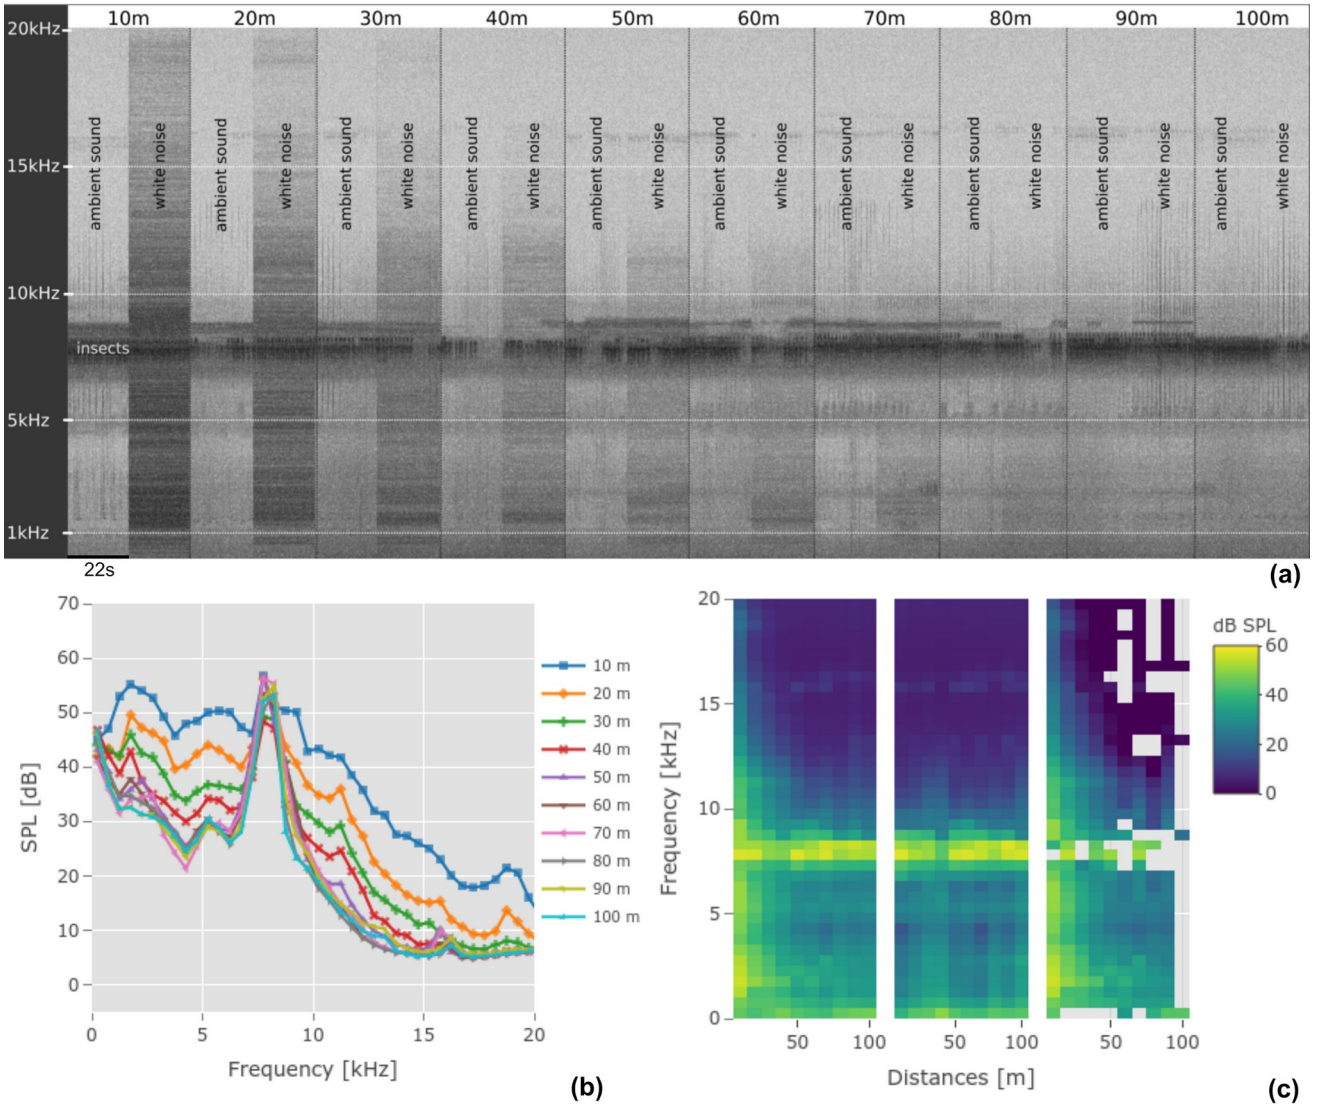 10m 20m 30m 40m 50m 60m 70m 80m 90m 100m
20kHz
ambient sound white noise ambient sound white noise ambient sound white noise ambient sound white noise ambient sound white noise ambient sound white noise ambient sound white noise ambient sound white noise ambient sound white noise ambient sound white noise
15kHz
10kHz
insects
5kHz
1kHz
22s
(a)
70
60
50
40
30
20
10
0
SPL [dB]
0 5 10 15 20
Frequency [kHz]
10 m
20 m
30 m
40 m
50 m
60 m
70 m
80 m
90 m
100 m
(b)
20
15
10
5
0
Frequency [kHz]
50 100 50 100 50 100
Distances [m]
dB SPL
60
40
20
0
(c)